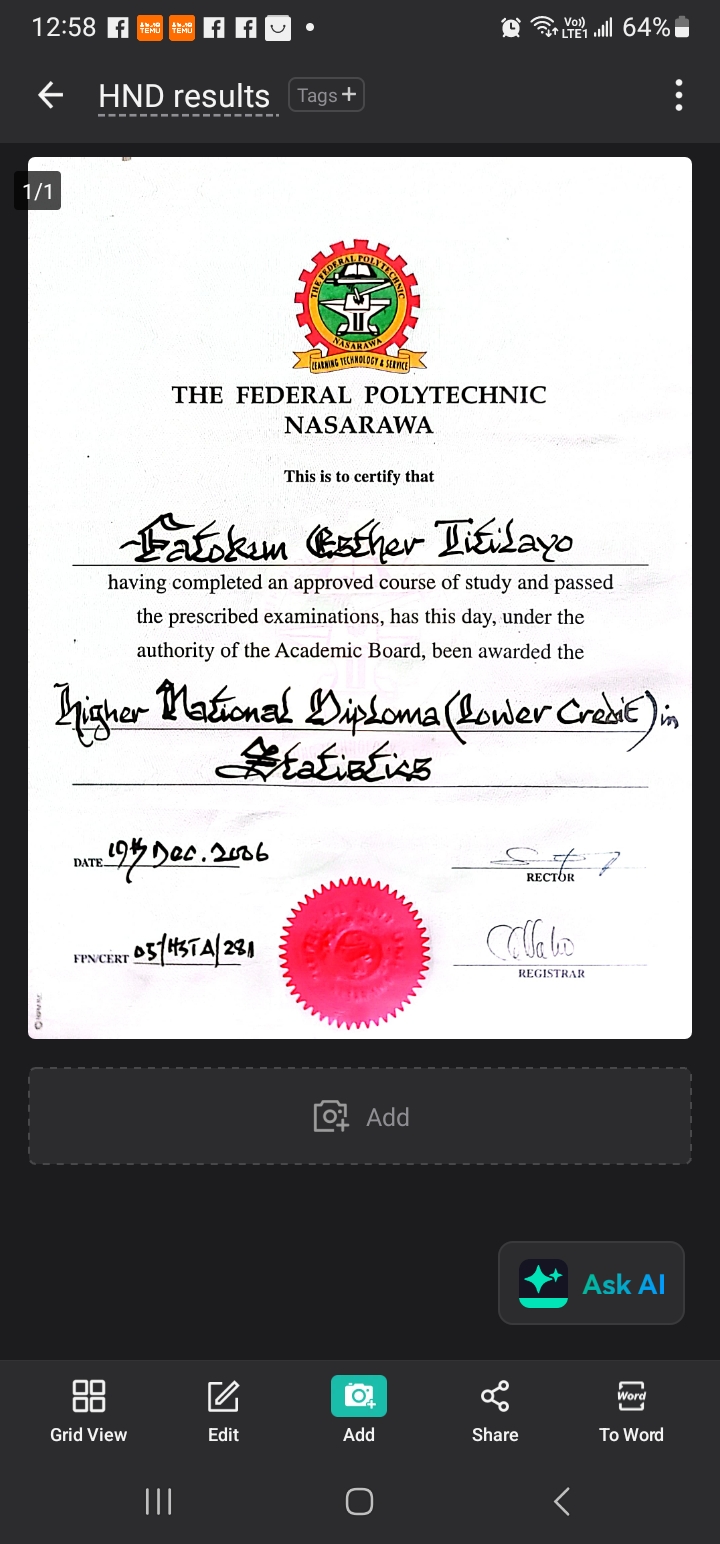 12:58
Vo))
LTE1
64%
HND results
Tags+
1/1
THE FEDERAL POLYTECHNIC
NASARAWA
LEARNING TECHNOLOGY & SERVICE
THE FEDERAL POLYTECHNIC
NASARAWA
This is to certify that
Fatokun Esther Titilayo
having completed an approved course of study and passed
the prescribed examinations, has this day, under the
authority of the Academic Board, been awarded the
Higher National Diploma (Lower Credit) in
Statistics
DATE 19th Dec. 2006
RECTOR
FPN/CERT 05/HSTA/281
REGISTRAR
Add
Ask AI
Grid View
Edit
Add
Share
Word
To Word